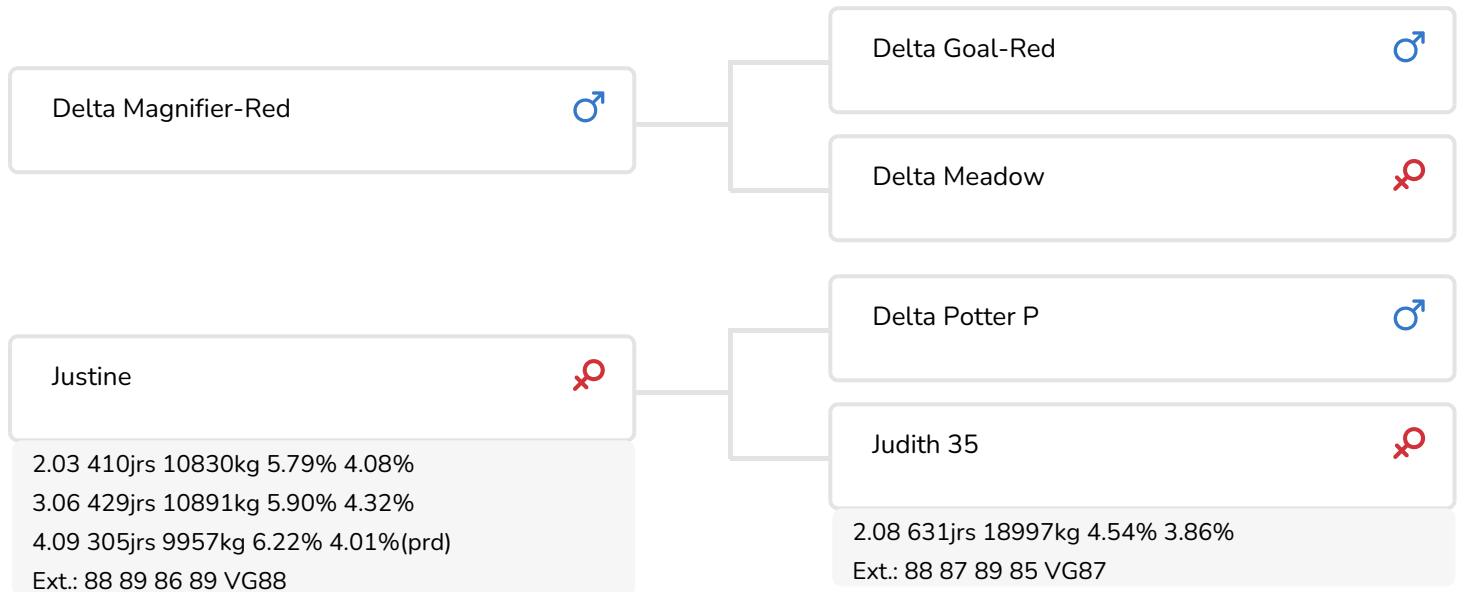 Delta Magnifier-Red
Delta Goal-Red
Delta Meadow
Justine
2.03 410jrs 10830kg 5.79% 4.08%
3.06 429jrs 10891kg 5.90% 4.32%
4.09 305jrs 9957kg 6.22% 4.01%(prd)
Ext.: 88 89 86 89 VG88
Delta Potter P
Judith 35
2.08 631jrs 18997kg 4.54% 3.86%
Ext.: 88 87 89 85 VG87